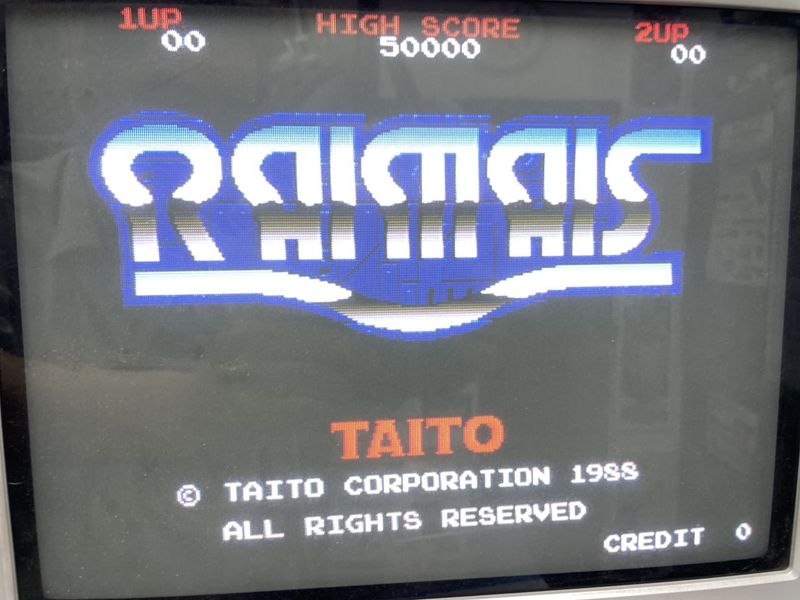 1UP HIGH SCORE 2UP
00 50000 00
RAIMAIS
TAITO
© TAITO CORPORATION 1988
ALL RIGHTS RESERVED
CREDIT 0